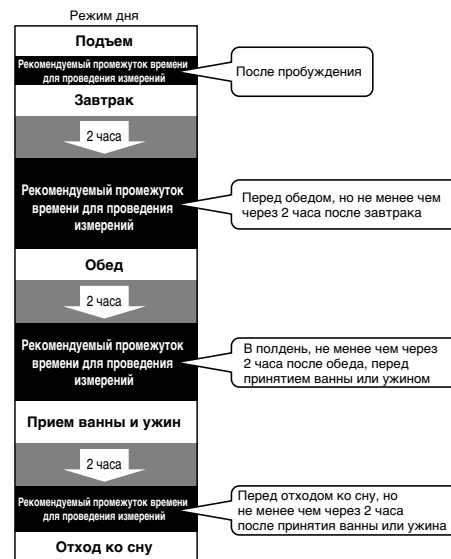 Режим дня
Подъем
Рекомендуемый промежуток времени
для проведения измерений
После пробуждения
Завтрак
2 часа
Рекомендуемый промежуток
времени для проведения
измерений
Перед обедом, но не менее чем
через 2 часа после завтрака
Обед
2 часа
Рекомендуемый промежуток
времени для проведения
измерений
В полдень, не менее чем через
2 часа после обеда, перед
принятием ванны или ужином
Прием ванны и ужин
2 часа
Рекомендуемый промежуток времени
для проведения измерений
Перед отходом ко сну, но
не менее чем через 2 часа
после принятия ванны или ужина
Отход ко сну